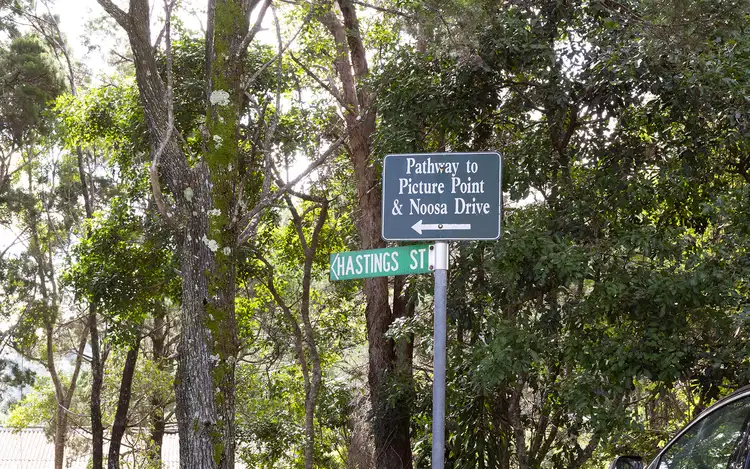 Pathway to
Picture Point
& Noosa Drive
HASTINGS ST